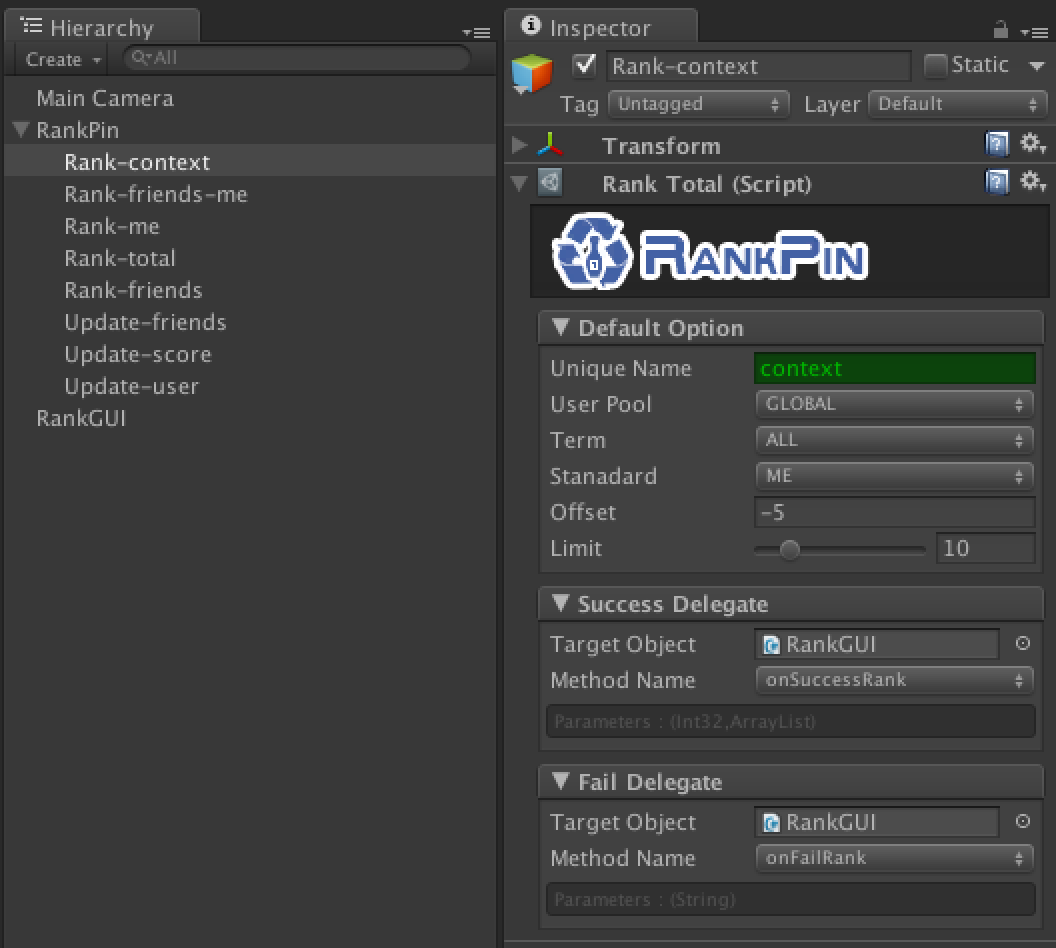 Hierarchy
Create
All
Main Camera
RankPin
Rank-context
Rank-friends-me
Rank-me
Rank-total
Rank-friends
Update-friends
Update-score
Update-user
RankGUI
Inspector
Rank-context
Static
Tag Untagged Layer Default
Transform
Rank Total (Script)
RankPin
Default Option
Unique Name context
User Pool GLOBAL
Term ALL
Stanadard ME
Offset -5
Limit 10
Success Delegate
Target Object RankGUI
Method Name onSuccessRank
Parameters : (Int32,ArrayList)
Fail Delegate
Target Object RankGUI
Method Name onFailRank
Parameters : (String)